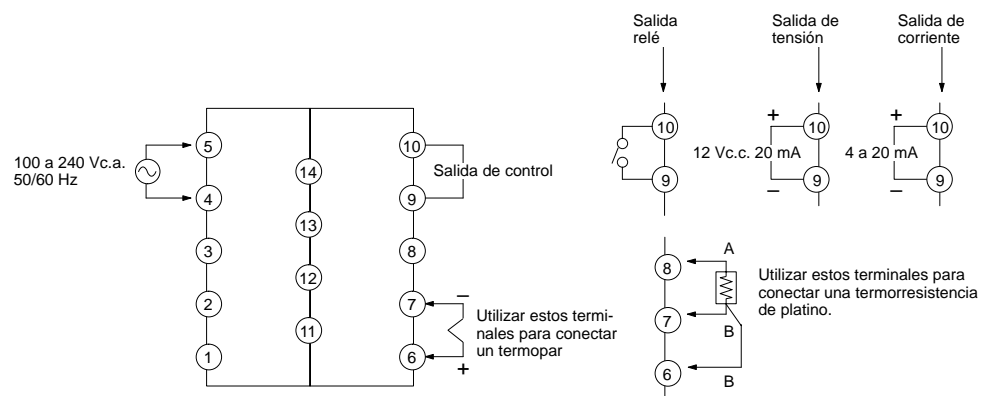 Salida
relé
Salida de
tensión
Salida de
corriente
100 a 240 Vc.a.
50/60 Hz
5
4
3
2
1
14
13
12
11
10
9
8
7
6
Salida de control
–
+
Utilizar estos termi-
nales para conectar
un termopar
10
9
12 Vc.c. 20 mA
+
–
10
9
4 a 20 mA
+
–
10
9
8
7
6
A
B
B
Utilizar estos terminales para
conectar una termorresistencia
de platino.